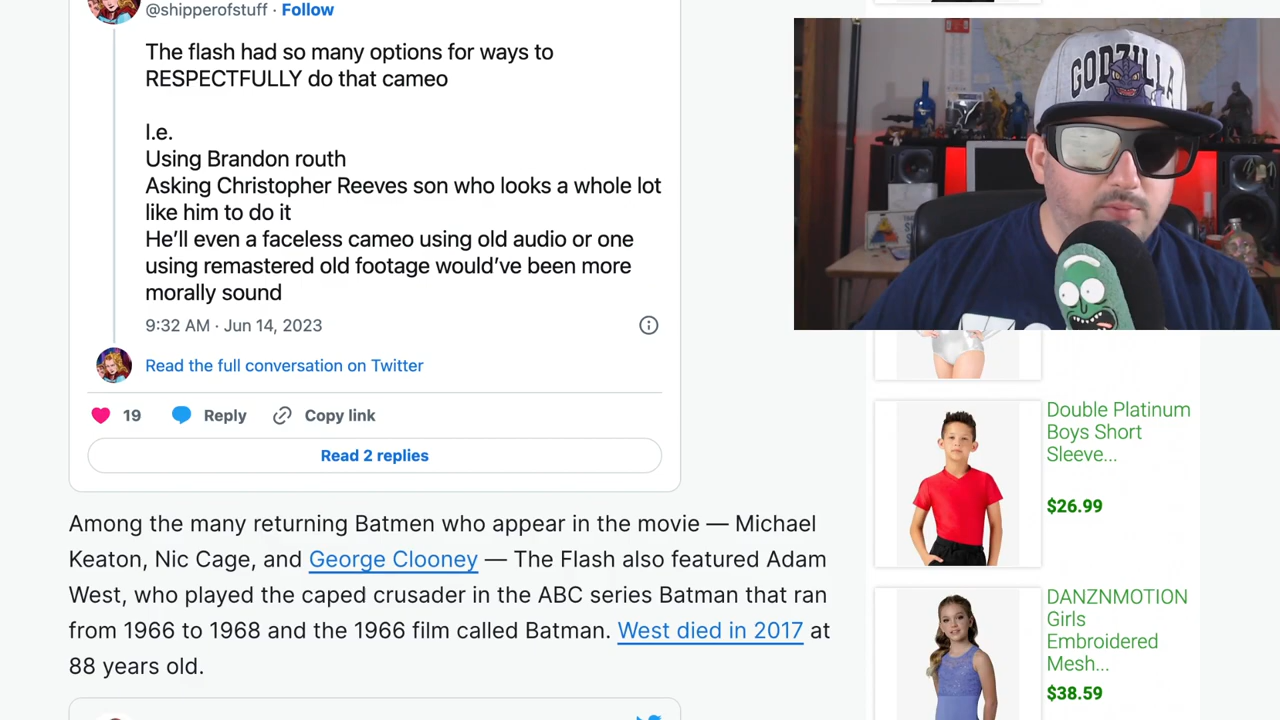 @shipperofstuff · Follow
The flash had so many options for ways to
RESPECTFULLY do that cameo
I.e.
Using Brandon routh
Asking Christopher Reeves son who looks a whole lot
like him to do it
He’ll even a faceless cameo using old audio or one
using remastered old footage would’ve been more
morally sound
9:32 AM · Jun 14, 2023
Read the full conversation on Twitter
19 Reply Copy link
Read 2 replies
Among the many returning Batmen who appear in the movie — Michael
Keaton, Nic Cage, and George Clooney — The Flash also featured Adam
West, who played the caped crusader in the ABC series Batman that ran
from 1966 to 1968 and the 1966 film called Batman. West died in 2017 at
88 years old.
GODZILLA
Double Platinum
Boys Short
Sleeve...
$26.99
DANZNMOTION
Girls
Embroidered
Mesh...
$38.59